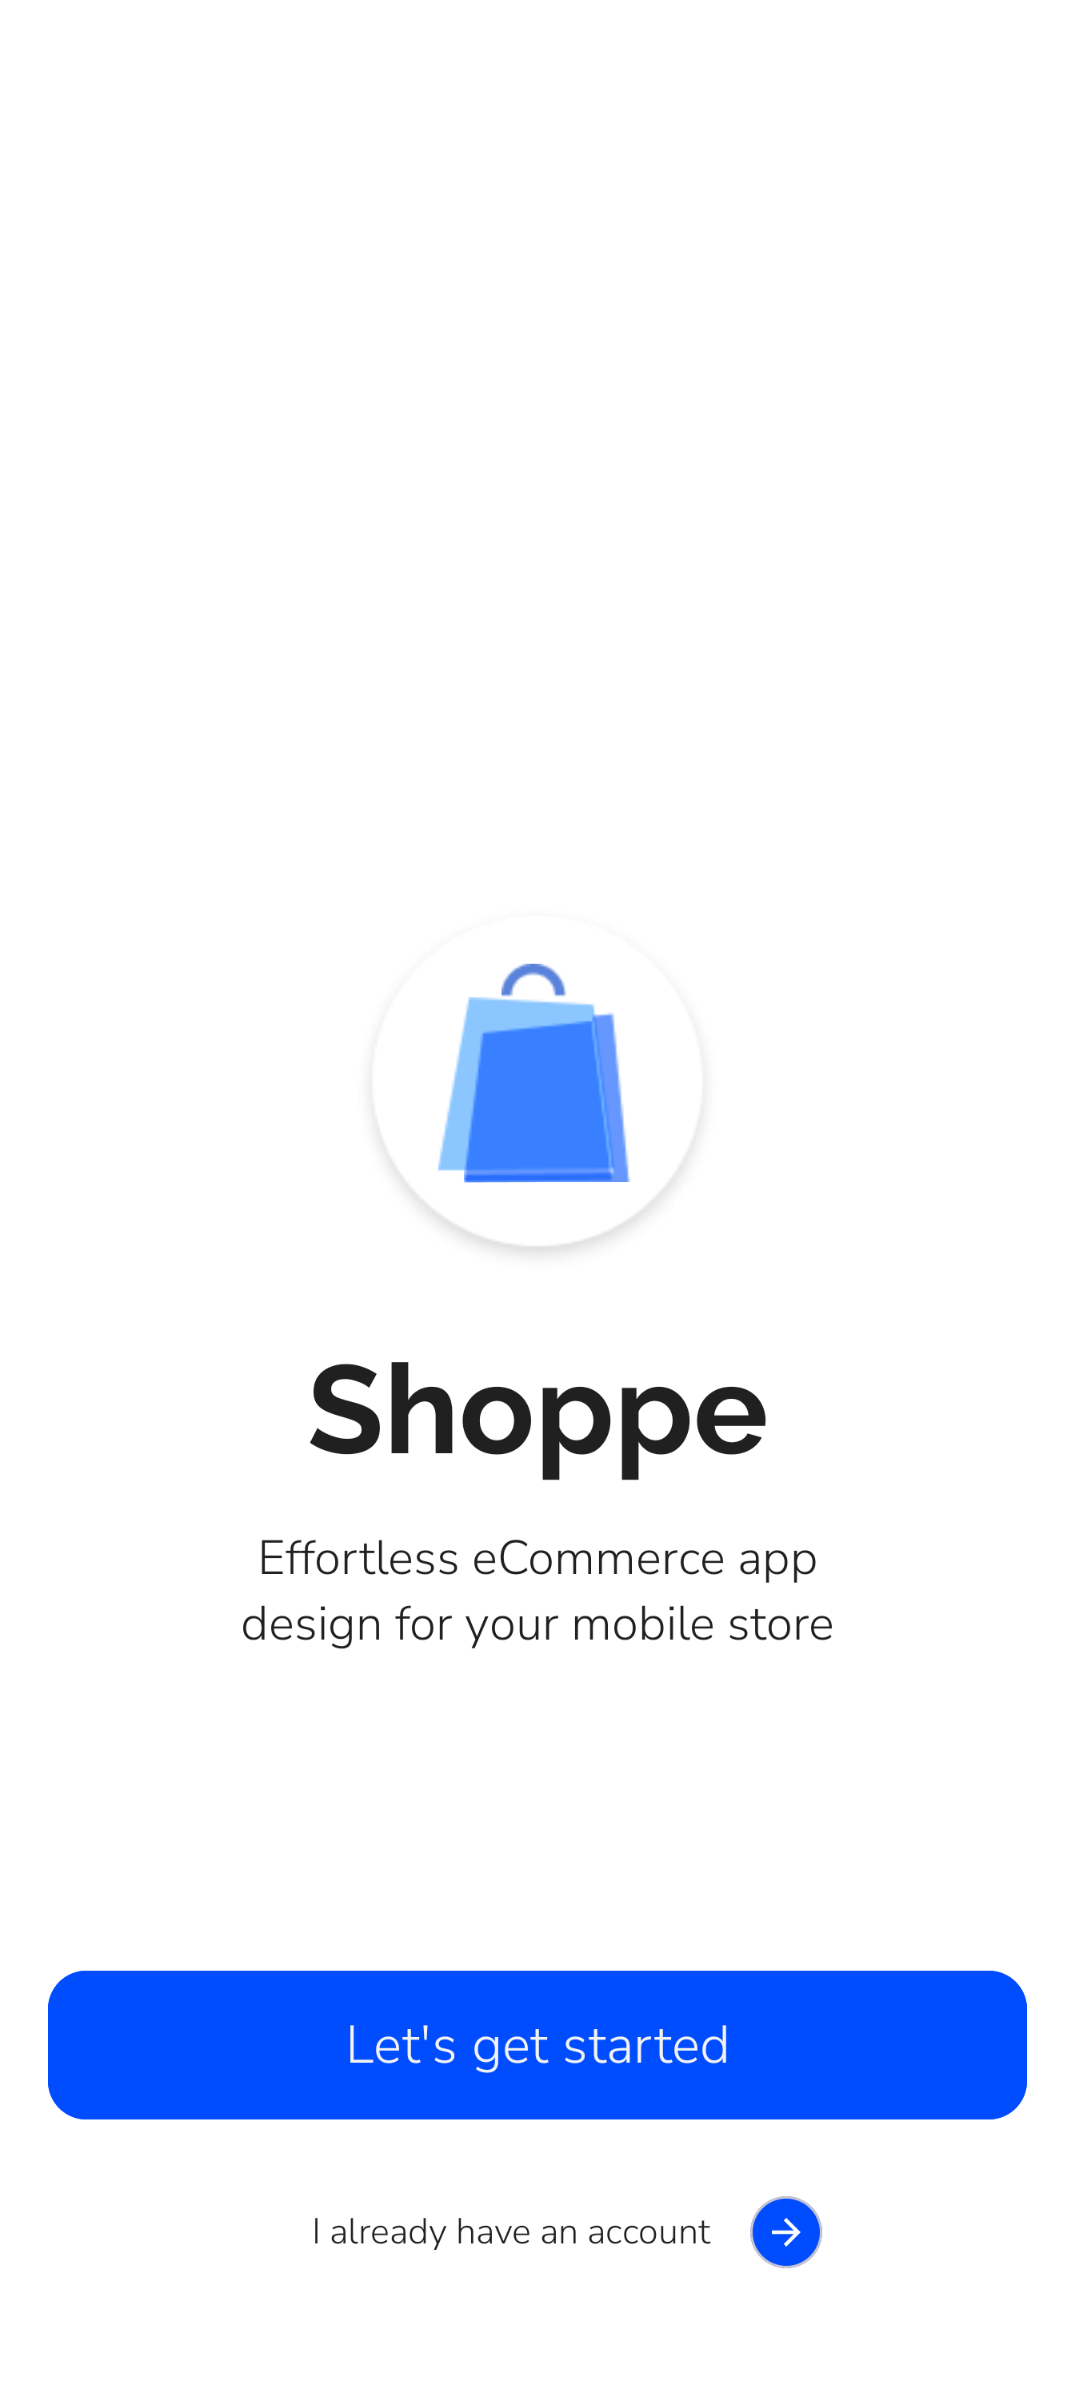 Shoppe
Effortless eCommerce app
design for your mobile store
Let's get started
I already have an account